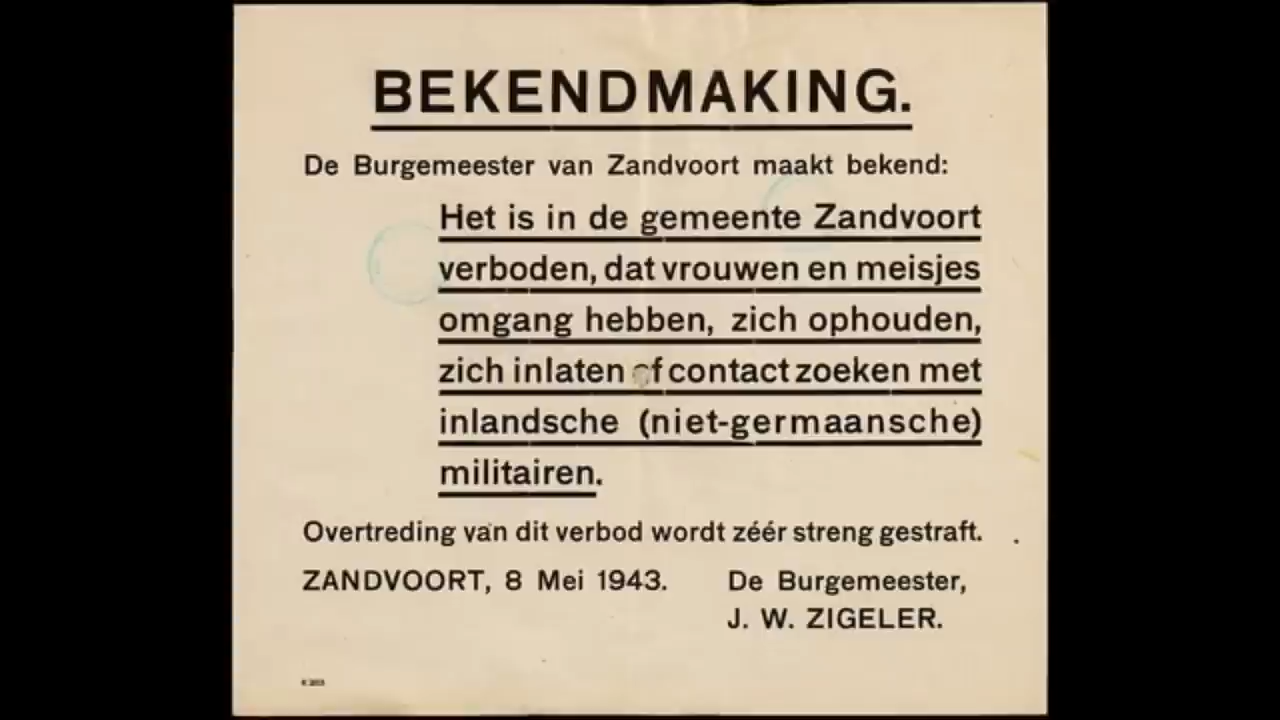 BEKENDMAKING.
De Burgemeester van Zandvoort maakt bekend:
Het is in de gemeente Zandvoort
verboden, dat vrouwen en meisjes
omgang hebben, zich ophouden,
zich inlaten of contact zoeken met
inlandsche (niet-germaansche)
militairen.
Overtreding van dit verbod wordt zéér streng gestraft.
ZANDVOORT, 8 Mei 1943. De Burgemeester,
J. W. ZIGELER.